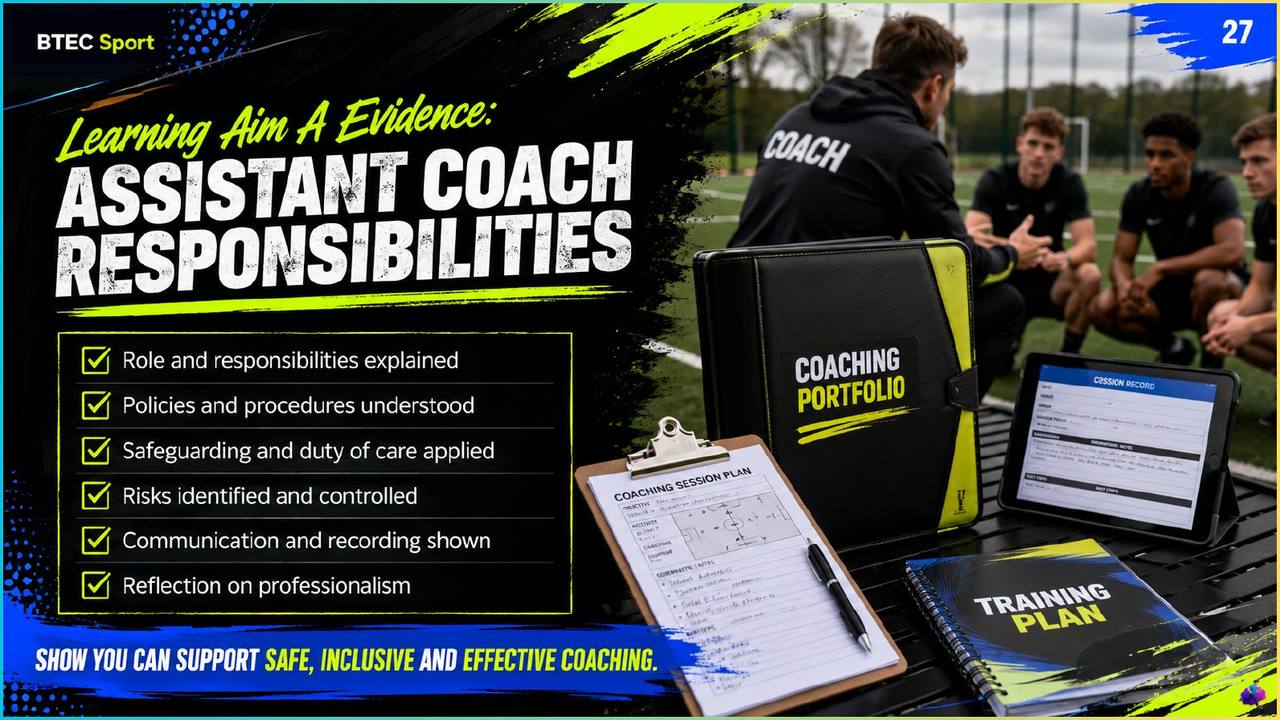 BTEC Sport
27
Learning Aim A Evidence:
ASSISTANT COACH
RESPONSIBILITIES
Role and responsibilities explained
Policies and procedures understood
Safeguarding and duty of care applied
Risks identified and controlled
Communication and recording shown
Reflection on professionalism
SHOW YOU CAN SUPPORT SAFE, INCLUSIVE AND EFFECTIVE COACHING.
COACH
COACHING
PORTFOLIO
COACHING SESSION PLAN
CESSION RECORD
TRAINING
PLAN